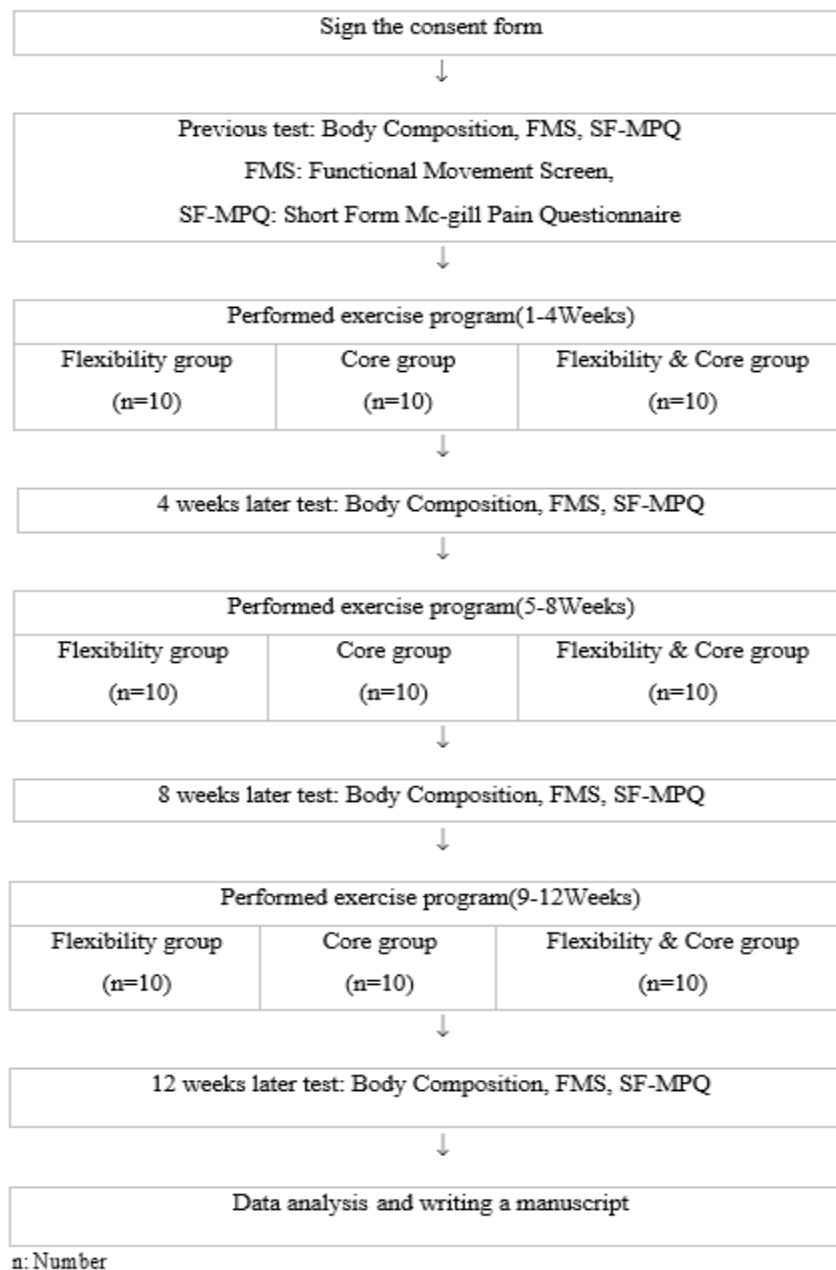 Sign the consent form
↓
Previous test: Body Composition, FMS, SF-MPQ
FMS: Functional Movement Screen,
SF-MPQ: Short Form Mc-gill Pain Questionnaire
↓
Performed exercise program(1-4Weeks)
Flexibility group Core group Flexibility & Core group
(n=10) (n=10) (n=10)
↓
4 weeks later test: Body Composition, FMS, SF-MPQ
↓
Performed exercise program(5-8Weeks)
Flexibility group Core group Flexibility & Core group
(n=10) (n=10) (n=10)
↓
8 weeks later test: Body Composition, FMS, SF-MPQ
↓
Performed exercise program(9-12Weeks)
Flexibility group Core group Flexibility & Core group
(n=10) (n=10) (n=10)
↓
12 weeks later test: Body Composition, FMS, SF-MPQ
↓
Data analysis and writing a manuscript
n: Number